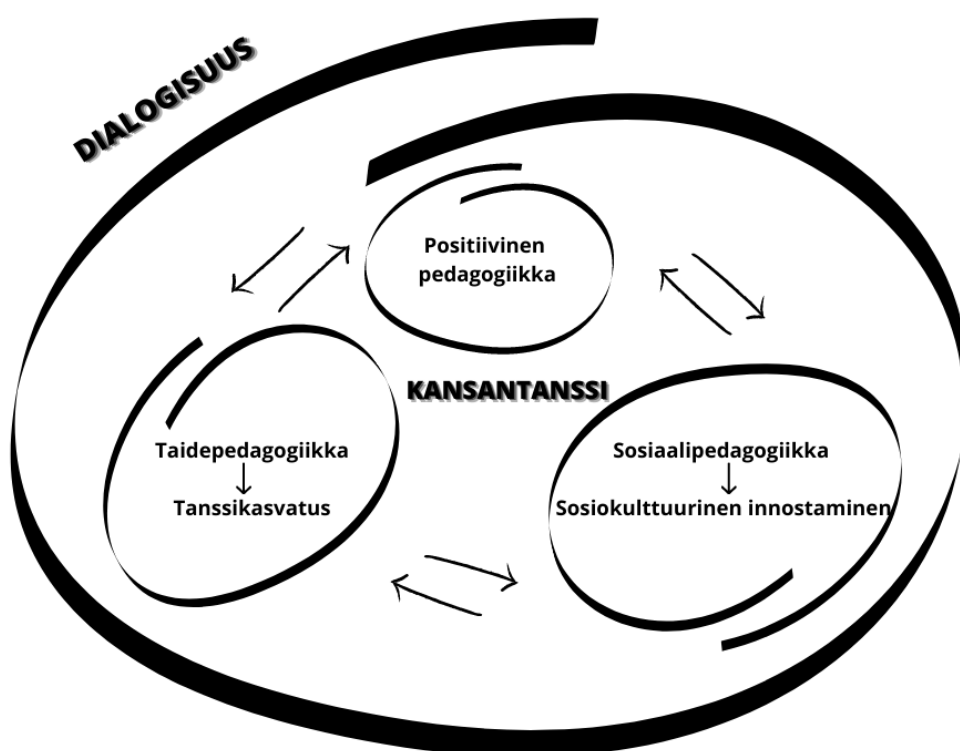 DIALOGISUUS
Positiivinen
pedagogiikka
KANSANTANSSI
Taidepedagogiikka
Tanssikasvatus
Sosiaalipedagogiikka
Sosiokulttuurinen innostaminen